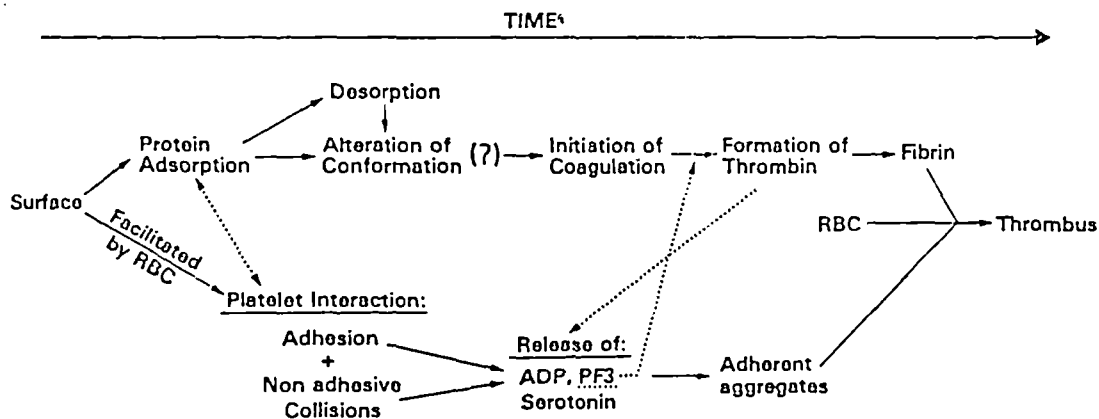 TIME
Desorption
Protein Adsorption
Alteration of Conformation (?)
Initiation of Coagulation
Formation of Thrombin
Fibrin
Surface
Facilitated by RBC
RBC
Thrombus
Platelet Interaction:
Adhesion
+
Non adhesive
Collisions
Release of:
ADP, PF3
Serotonin
Adherent
aggregates